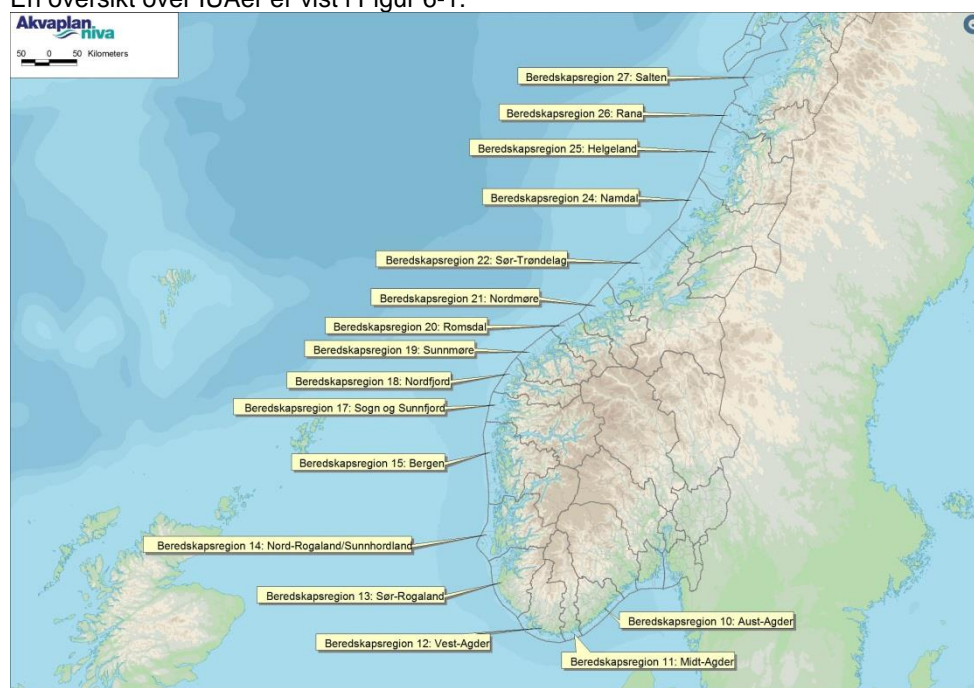 En oversikt over IUAer er vist i Figur 6-1.
Akvaplan
niva
50 0 50 Kilometers
Beredskapsregion 27: Salten
Beredskapsregion 26: Rana
Beredskapsregion 25: Helgeland
Beredskapsregion 24: Namdal
Beredskapsregion 22: Sør-Trøndelag
Beredskapsregion 21: Nordmøre
Beredskapsregion 20: Romsdal
Beredskapsregion 19: Sunnmøre
Beredskapsregion 18: Nordfjord
Beredskapsregion 17: Sogn og Sunnfjord
Beredskapsregion 15: Bergen
Beredskapsregion 14: Nord-Rogaland/Sunnhordland
Beredskapsregion 13: Sør-Rogaland
Beredskapsregion 10: Aust-Agder
Beredskapsregion 12: Vest-Agder
Beredskapsregion 11: Midt-Agder